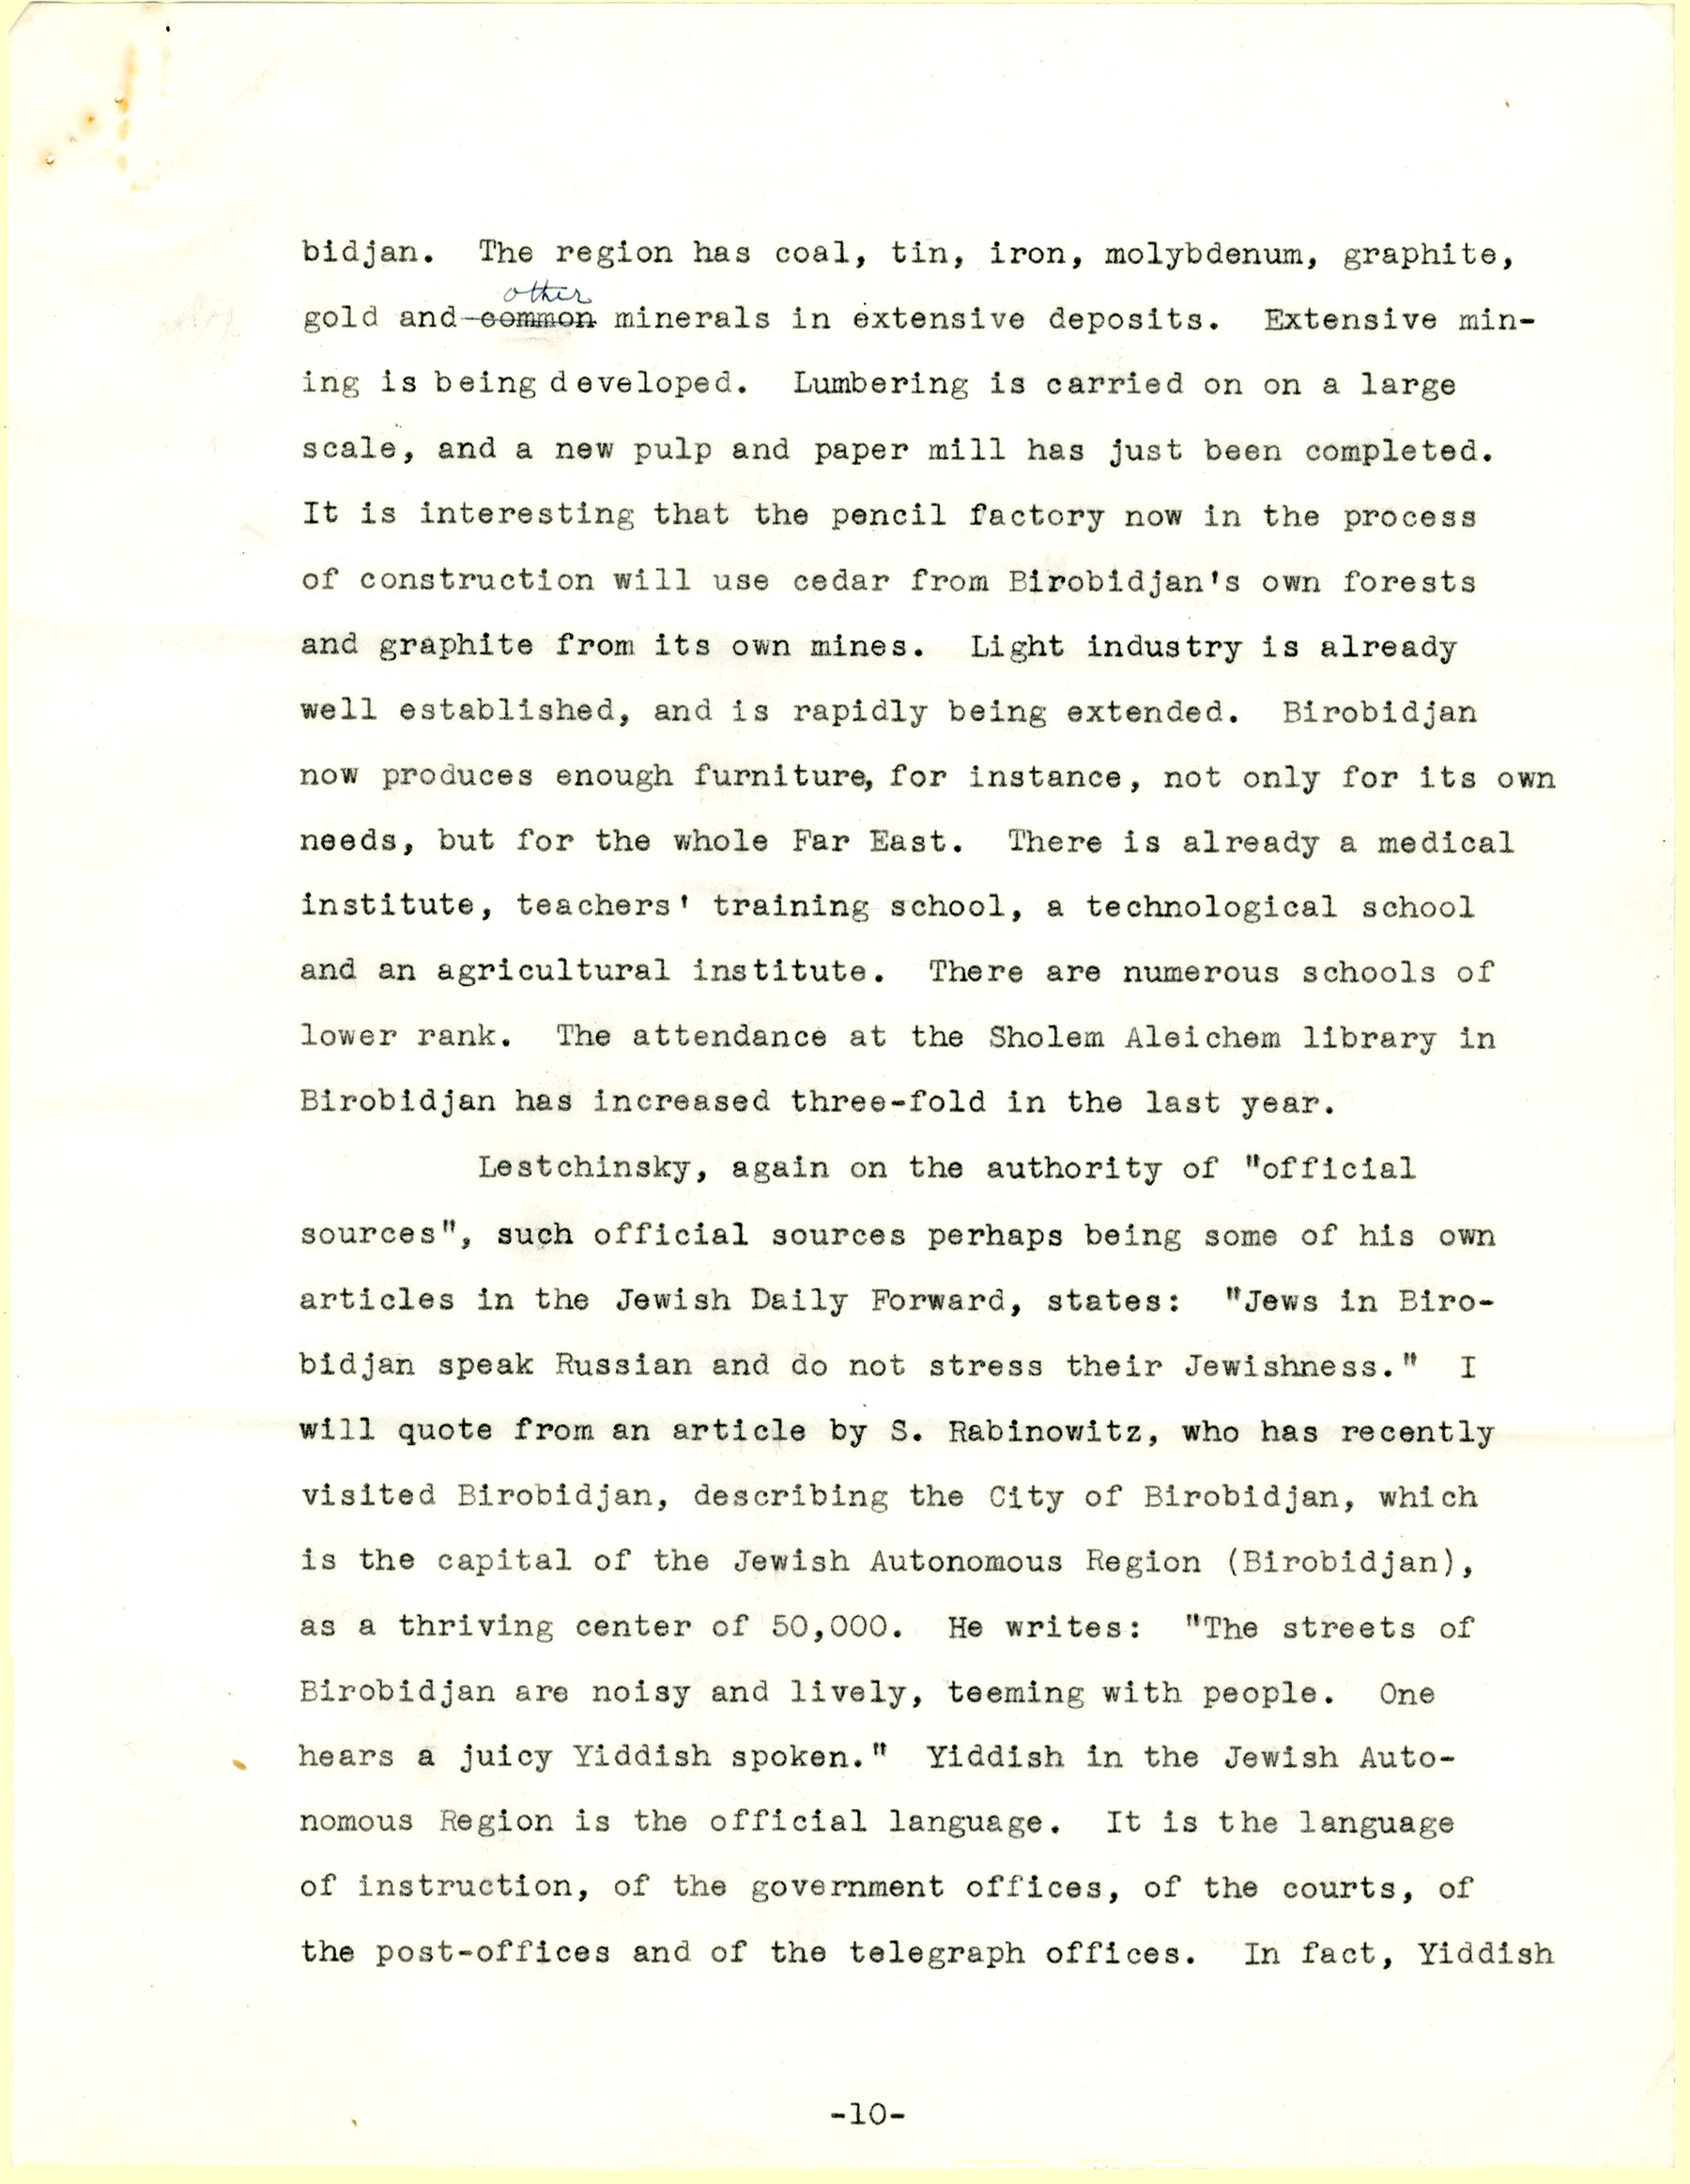 bidjan.  The region has coal, tin, iron, molybdenum, graphite,
other
gold and common minerals in extensive deposits.  Extensive min-
ing is being developed.  Lumbering is carried on on a large
scale, and a new pulp and paper mill has just been completed.
It is interesting that the pencil factory now in the process
of construction will use cedar from Birobidjan's own forests
and graphite from its own mines.  Light industry is already
well established, and is rapidly being extended.  Birobidjan
now produces enough furniture, for instance, not only for its own
needs, but for the whole Far East.  There is already a medical
institute, teachers' training school, a technological school
and an agricultural institute.  There are numerous schools of
lower rank.  The attendance at the Sholem Aleichem library in
Birobidjan has increased three-fold in the last year.
Lestchinsky, again on the authority of "official
sources", such official sources perhaps being some of his own
articles in the Jewish Daily Forward, states:  "Jews in Biro-
bidjan speak Russian and do not stress their Jewishness."  I
will quote from an article by S. Rabinowitz, who has recently
visited Birobidjan, describing the City of Birobidjan, which
is the capital of the Jewish Autonomous Region (Birobidjan),
as a thriving center of 50,000.  He writes:  "The streets of
Birobidjan are noisy and lively, teeming with people.  One
hears a juicy Yiddish spoken."  Yiddish in the Jewish Auto-
nomous Region is the official language.  It is the language
of instruction, of the government offices, of the courts, of
the post-offices and of the telegraph offices.  In fact, Yiddish
-10-